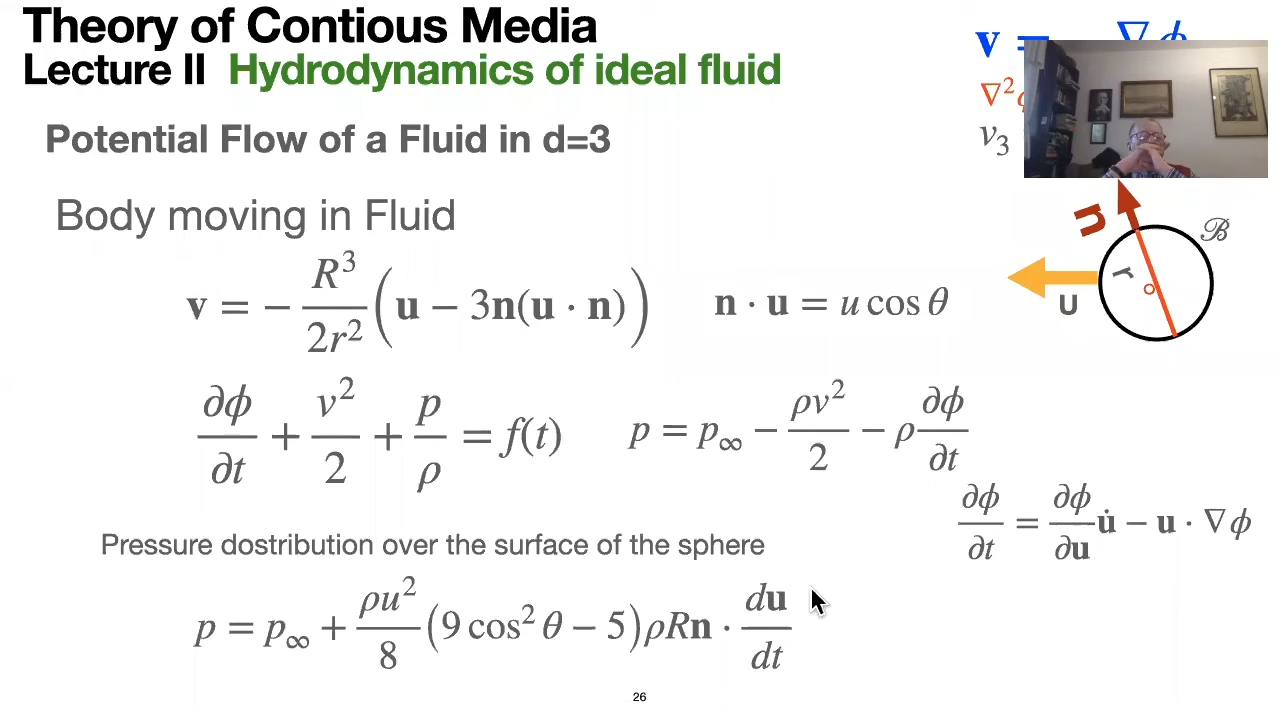 Theory of Contious Media
Lecture II Hydrodynamics of ideal fluid
Potential Flow of a Fluid in d=3
v = ∇ϕ
∇²
v₃
Body moving in Fluid
v = − R³/2r² (u − 3n(u · n))   n · u = u cos θ
n
ℬ
r
o
U
∂ϕ/∂t + v²/2 + p/ρ = f(t)   p = p∞ − ρv²/2 − ρ ∂ϕ/∂t
∂ϕ/∂t = ∂ϕ/∂u u̇ − u · ∇ϕ
Pressure dostribution over the surface of the sphere
p = p∞ + ρu²/8 (9 cos² θ − 5)ρRn · du/dt
26